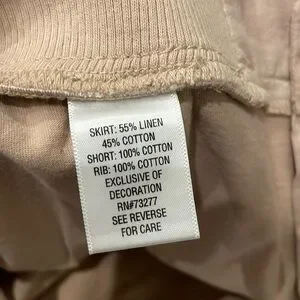 SKIRT: 55% LINEN
45% COTTON
SHORT: 100% COTTON
RIB: 100% COTTON
EXCLUSIVE OF
DECORATION
RN#73277
SEE REVERSE
FOR CARE